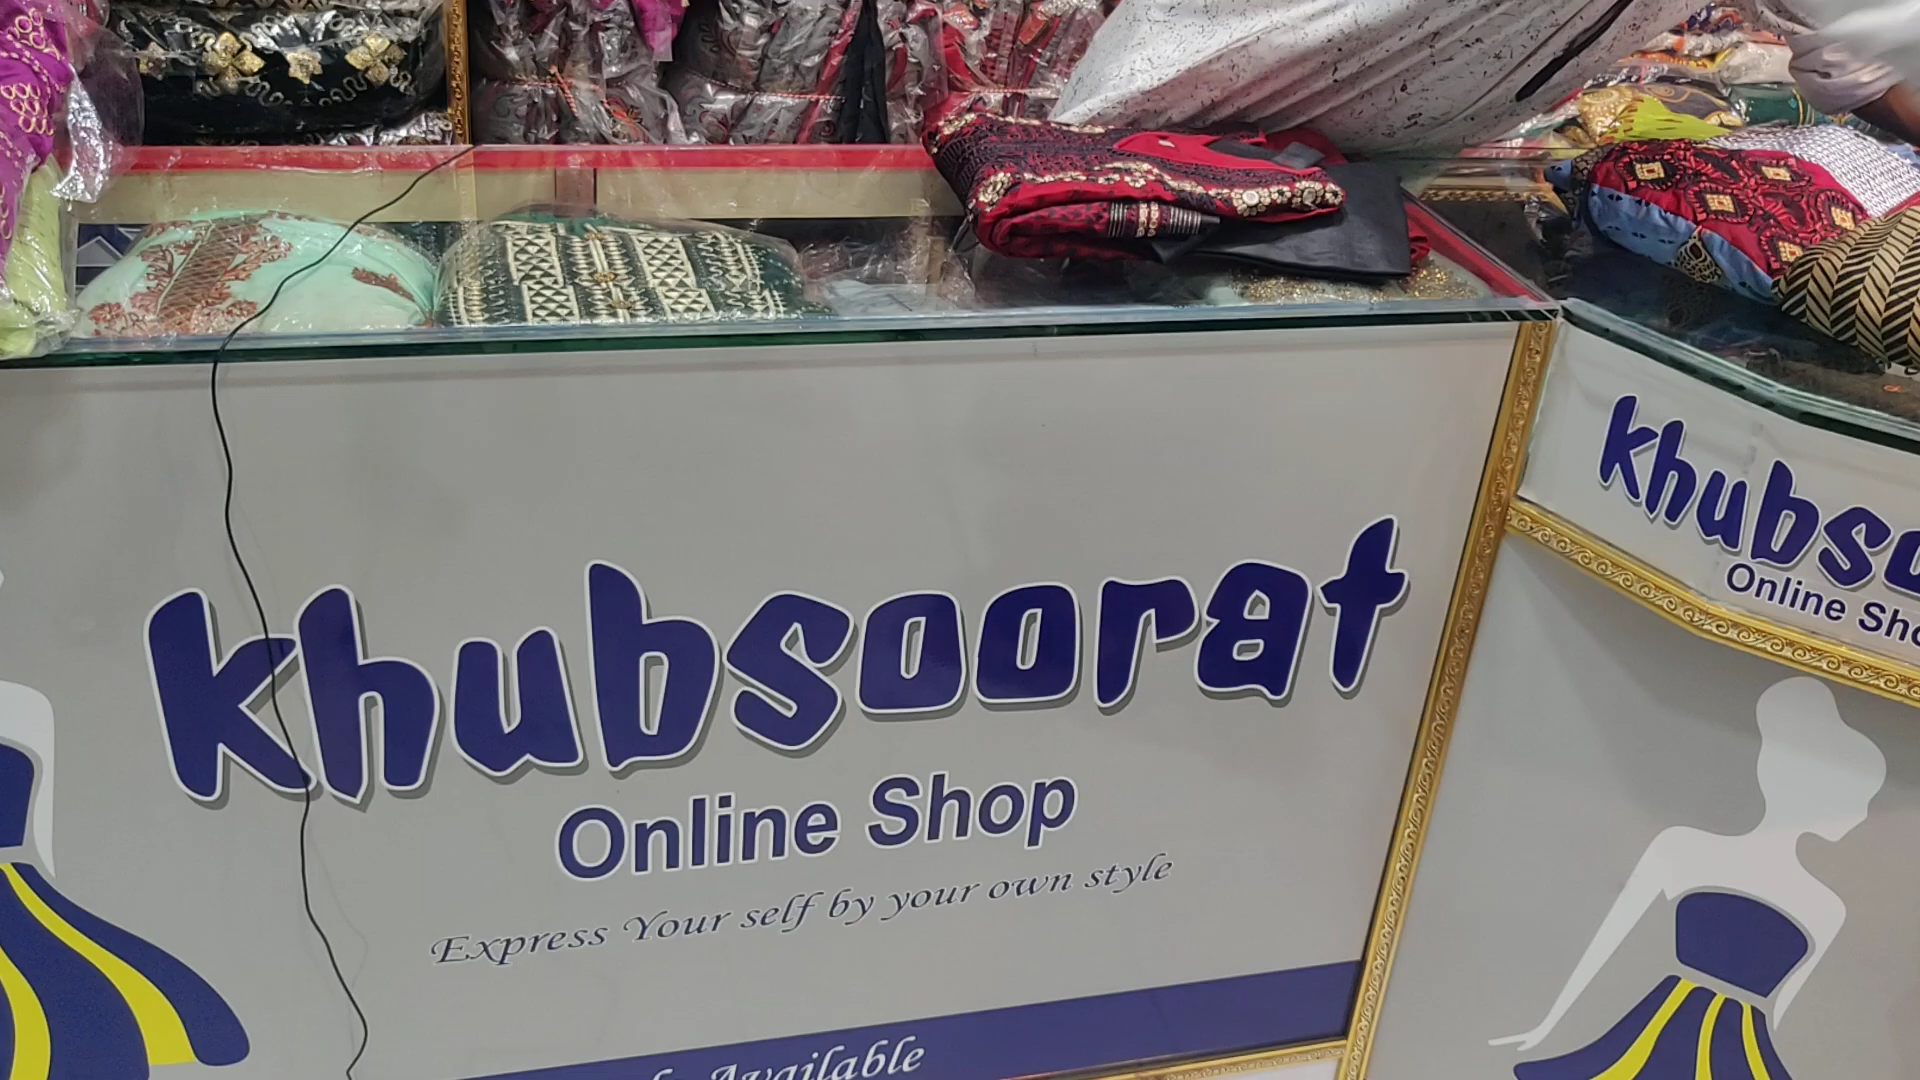 khubsoorat
Online Shop
Express Your self by your own style
Available
khubso
Online Sho